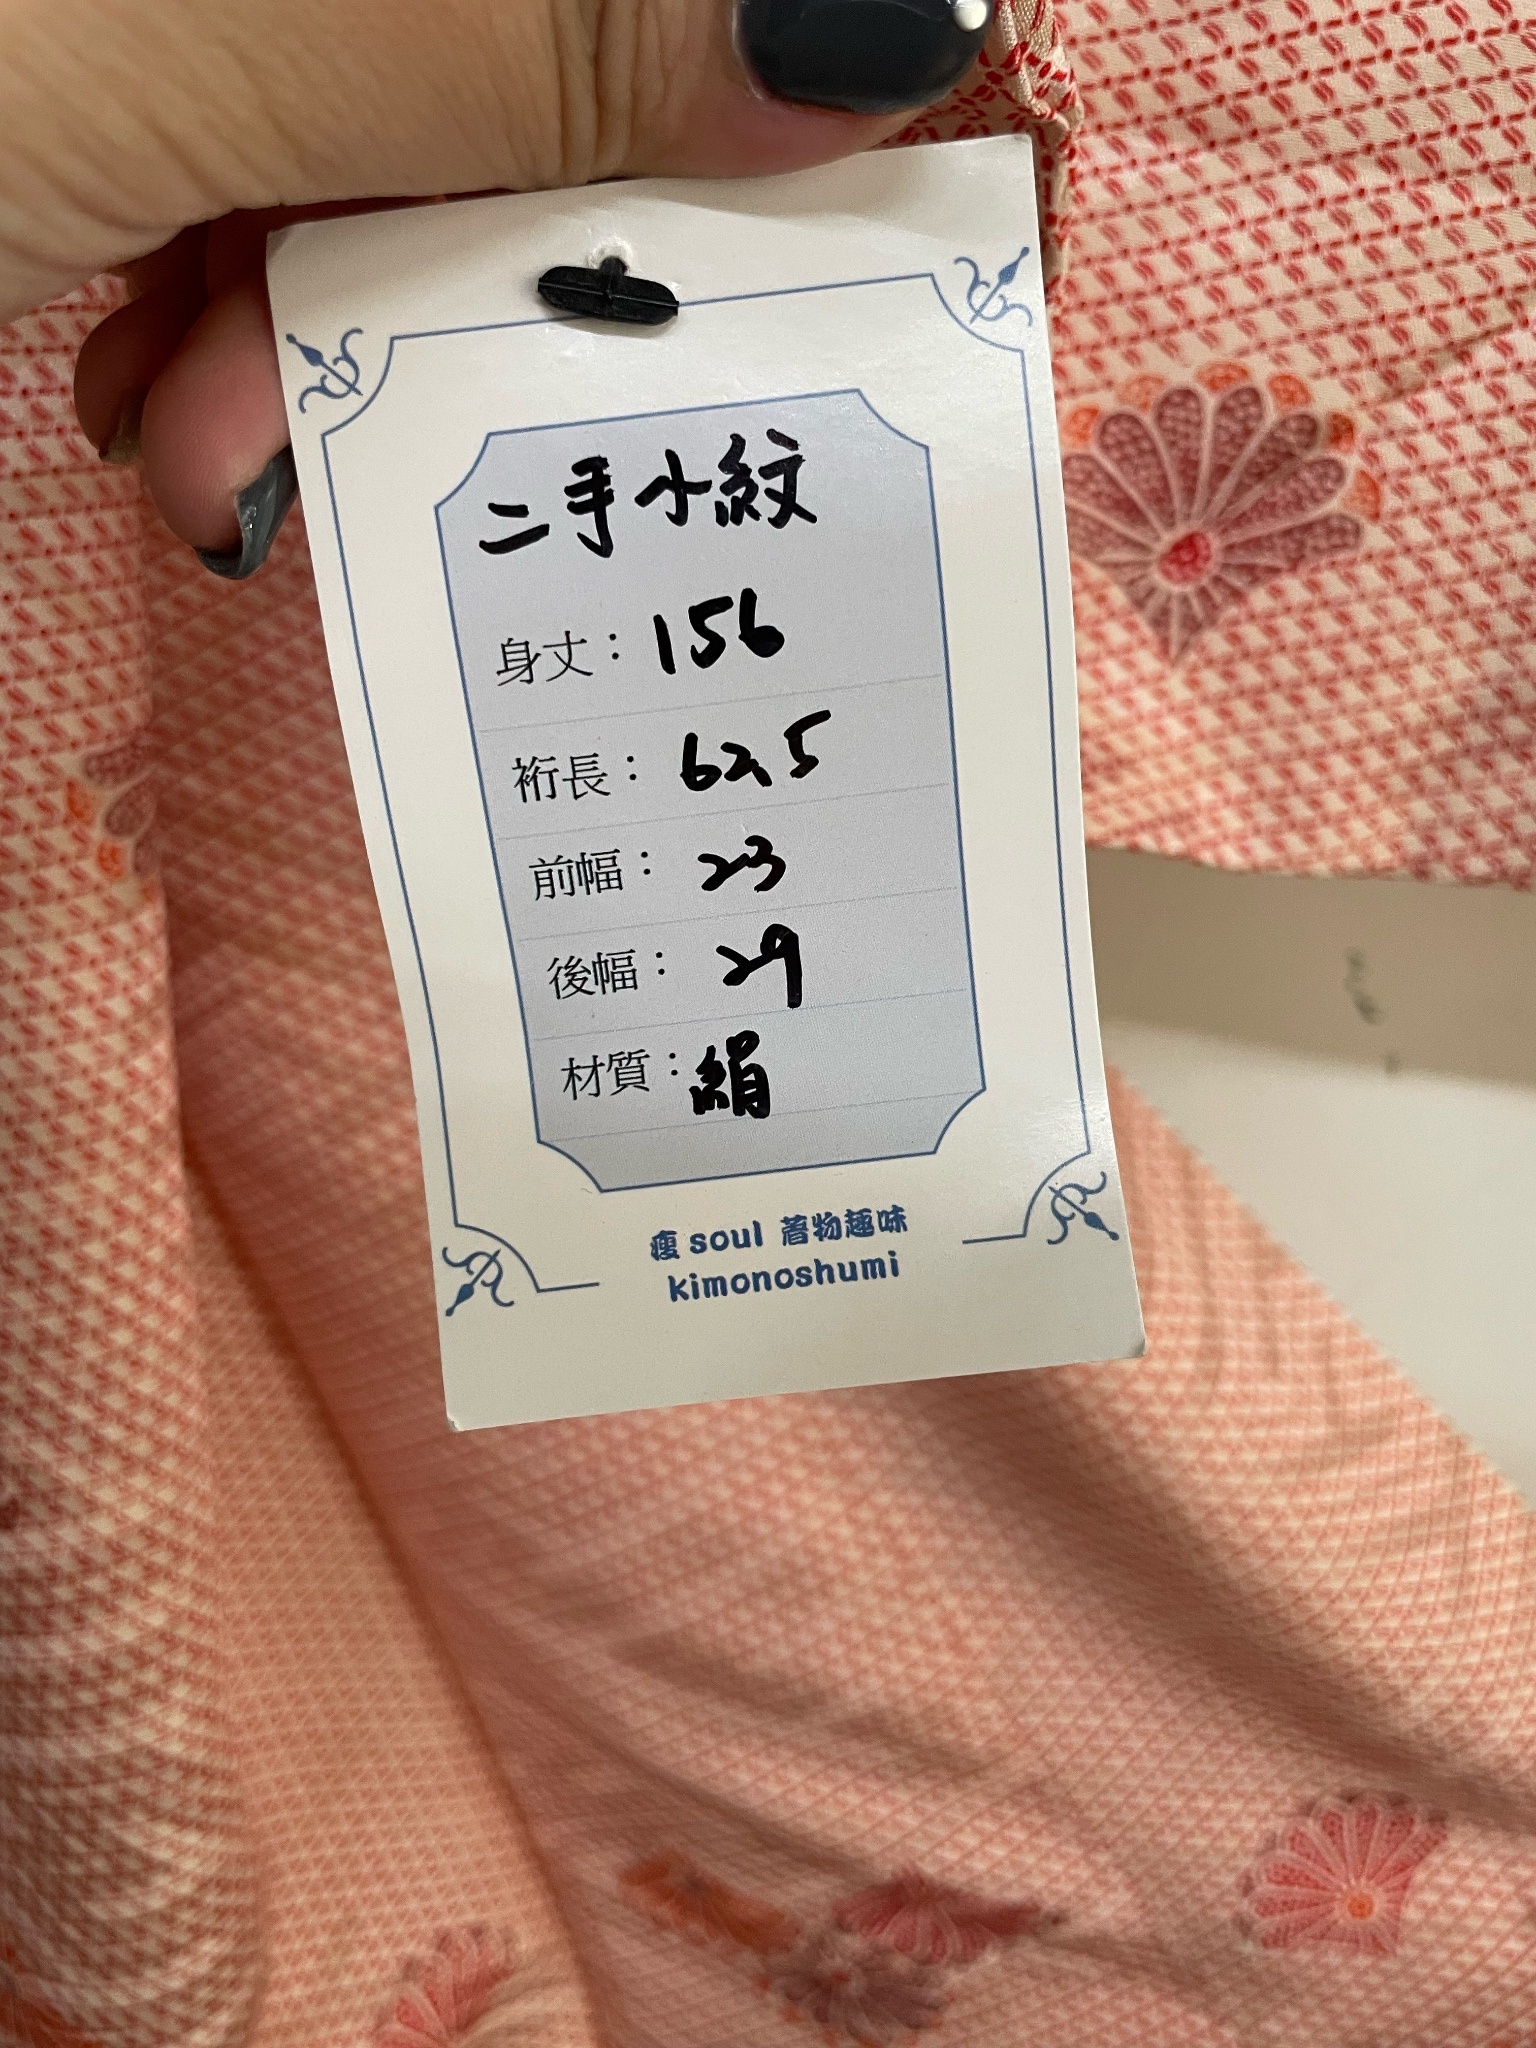 二手小紋
身丈：156
裄長：62.5
前幅：23
後幅：29
材質：絹
瘦 soul 着物趣味
kimonoshumi